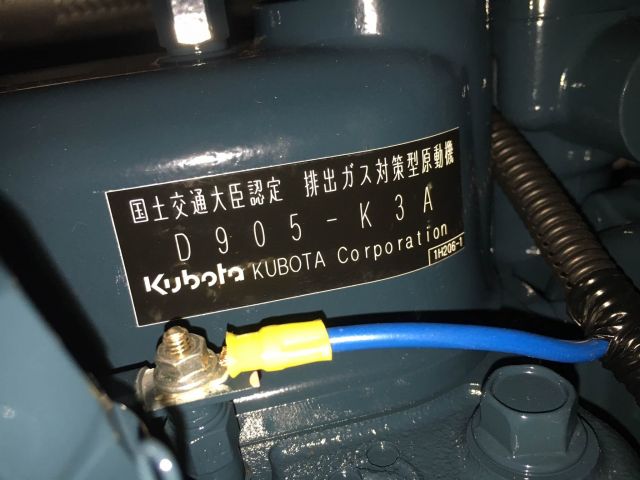 国土交通大臣認定 排出ガス対策型原動機
D905-K3A
Kubota KUBOTA Corporation
1H206-1